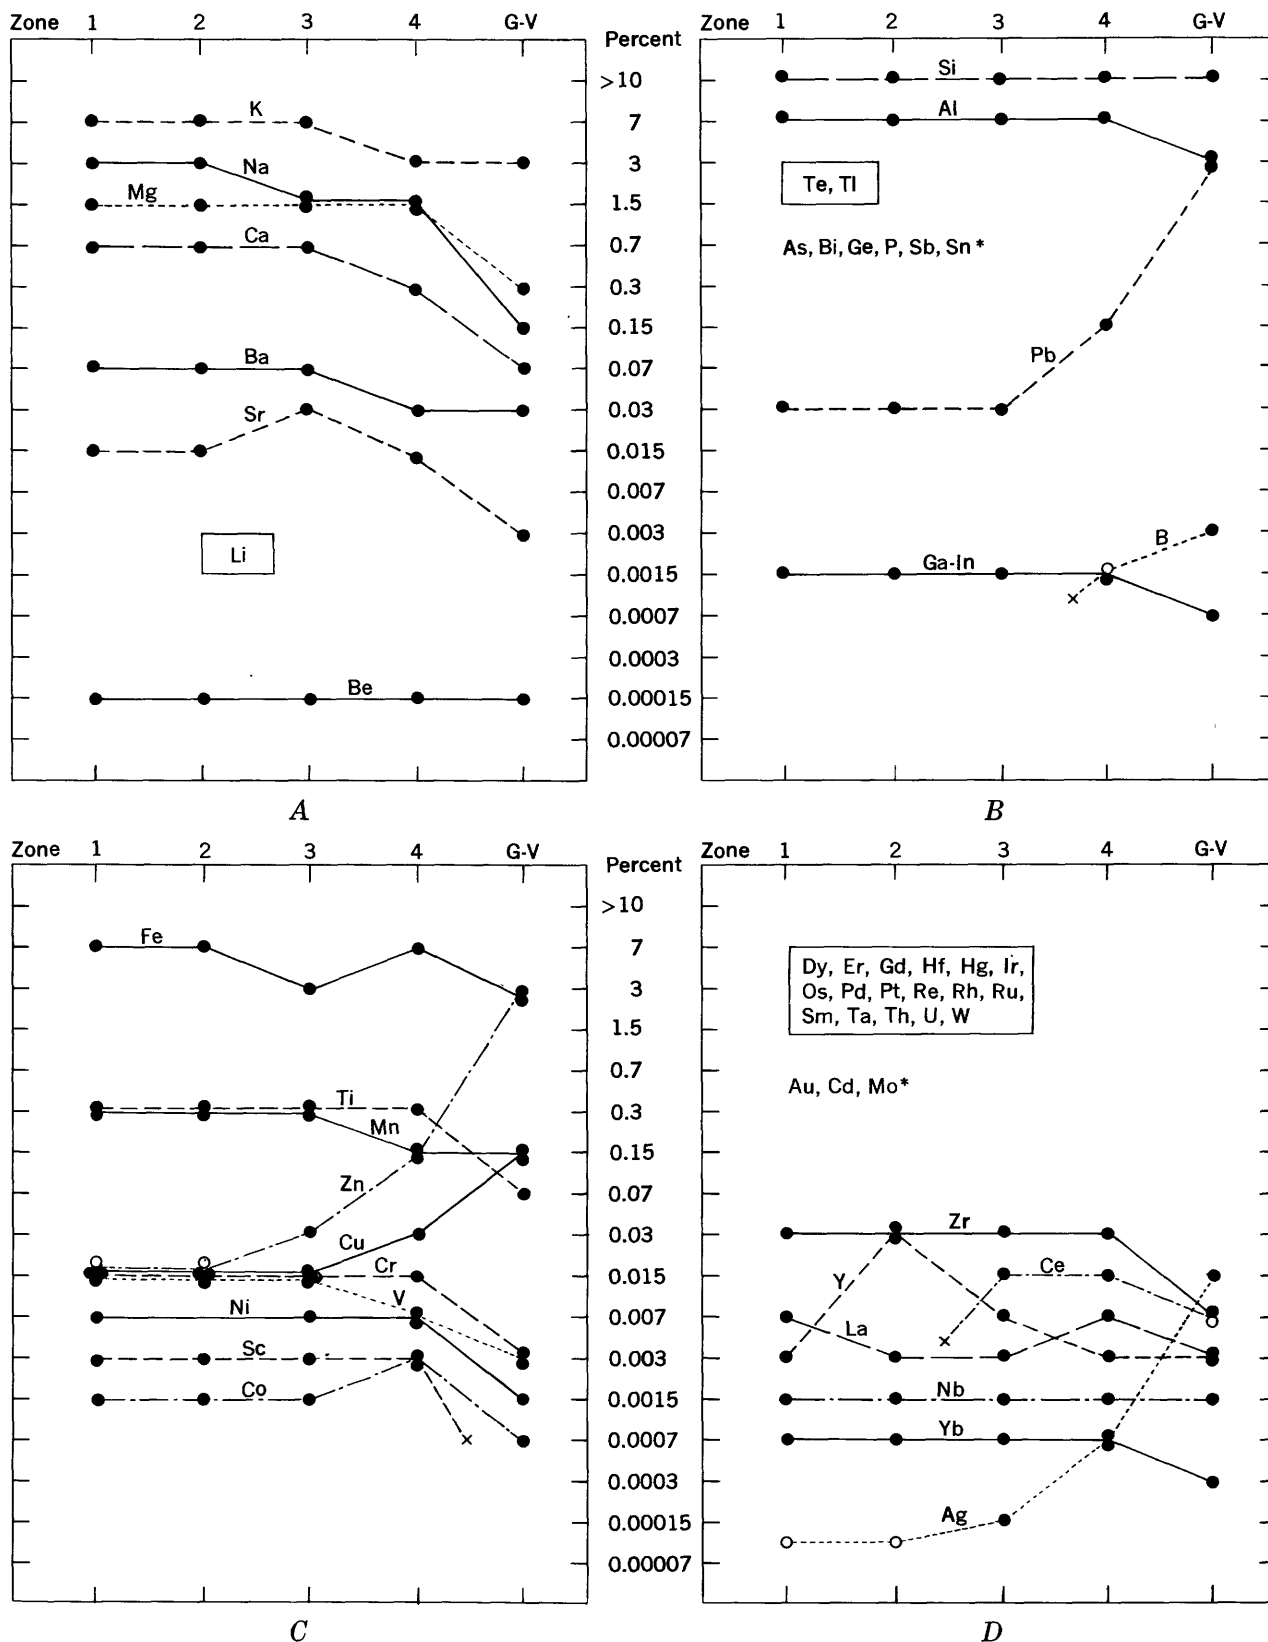 Zone 1 2 3 4 G-V
Percent
Zone 1 2 3 4 G-V
>10
7
3
1.5
0.7
0.3
0.15
0.07
0.03
0.015
0.007
0.003
0.0015
0.0007
0.0003
0.00015
0.00007
K
Na
Mg
Ca
Ba
Sr
Li
Be
A
Si
Al
Te, Tl
As, Bi, Ge, P, Sb, Sn*
Pb
B
Ga-In
B
Zone 1 2 3 4 G-V
Percent
Zone 1 2 3 4 G-V
>10
7
3
1.5
0.7
0.3
0.15
0.07
0.03
0.015
0.007
0.003
0.0015
0.0007
0.0003
0.00015
0.00007
Fe
Ti
Mn
Zn
Cu
Cr
V
Ni
Sc
Co
C
Dy, Er, Gd, Hf, Hg, Ir,
Os, Pd, Pt, Re, Rh, Ru,
Sm, Ta, Th, U, W
Au, Cd, Mo*
Zr
Ce
Y
La
Nb
Yb
Ag
D